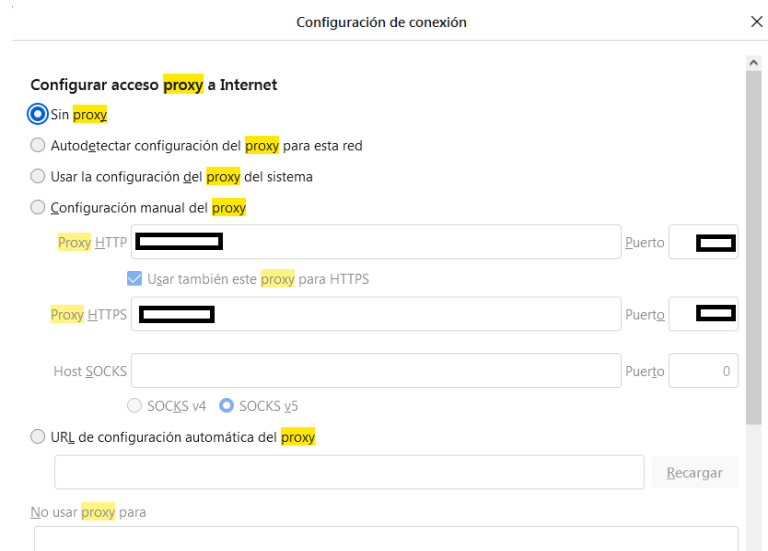 Configuración de conexión
Configurar acceso proxy a Internet
Sin proxy
Autodetectar configuración del proxy para esta red
Usar la configuración del proxy del sistema
Configuración manual del proxy
Proxy HTTP Puerto
Usar también este proxy para HTTPS
Proxy HTTPS Puerto
Host SOCKS Puerto 0
SOCKS v4 SOCKS v5
URL de configuración automática del proxy
Recargar
No usar proxy para